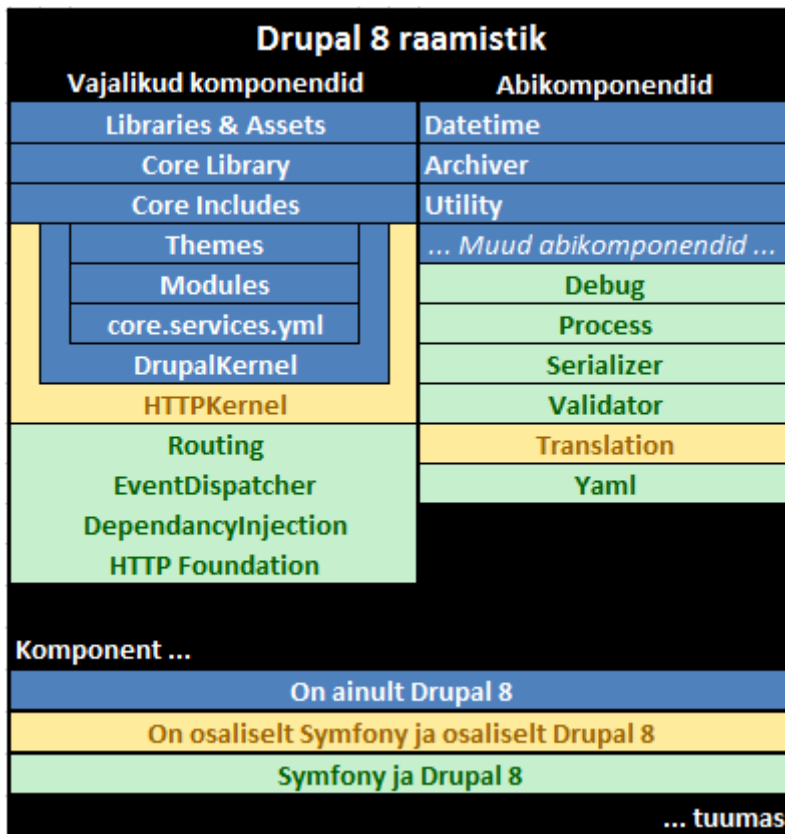 Drupal 8 raamistik
Vajalikud komponendid
Libraries & Assets
Core Library
Core Includes
Themes
Modules
core.services.yml
DrupalKernel
HTTPKernel
Routing
EventDispatcher
DependancyInjection
HTTP Foundation
Abikomponendid
Datetime
Archiver
Utility
... Muud abikomponendid ...
Debug
Process
Serializer
Validator
Translation
Yaml
Komponent ...
On ainult Drupal 8
On osaliselt Symfony ja osaliselt Drupal 8
Symfony ja Drupal 8
... tuumas